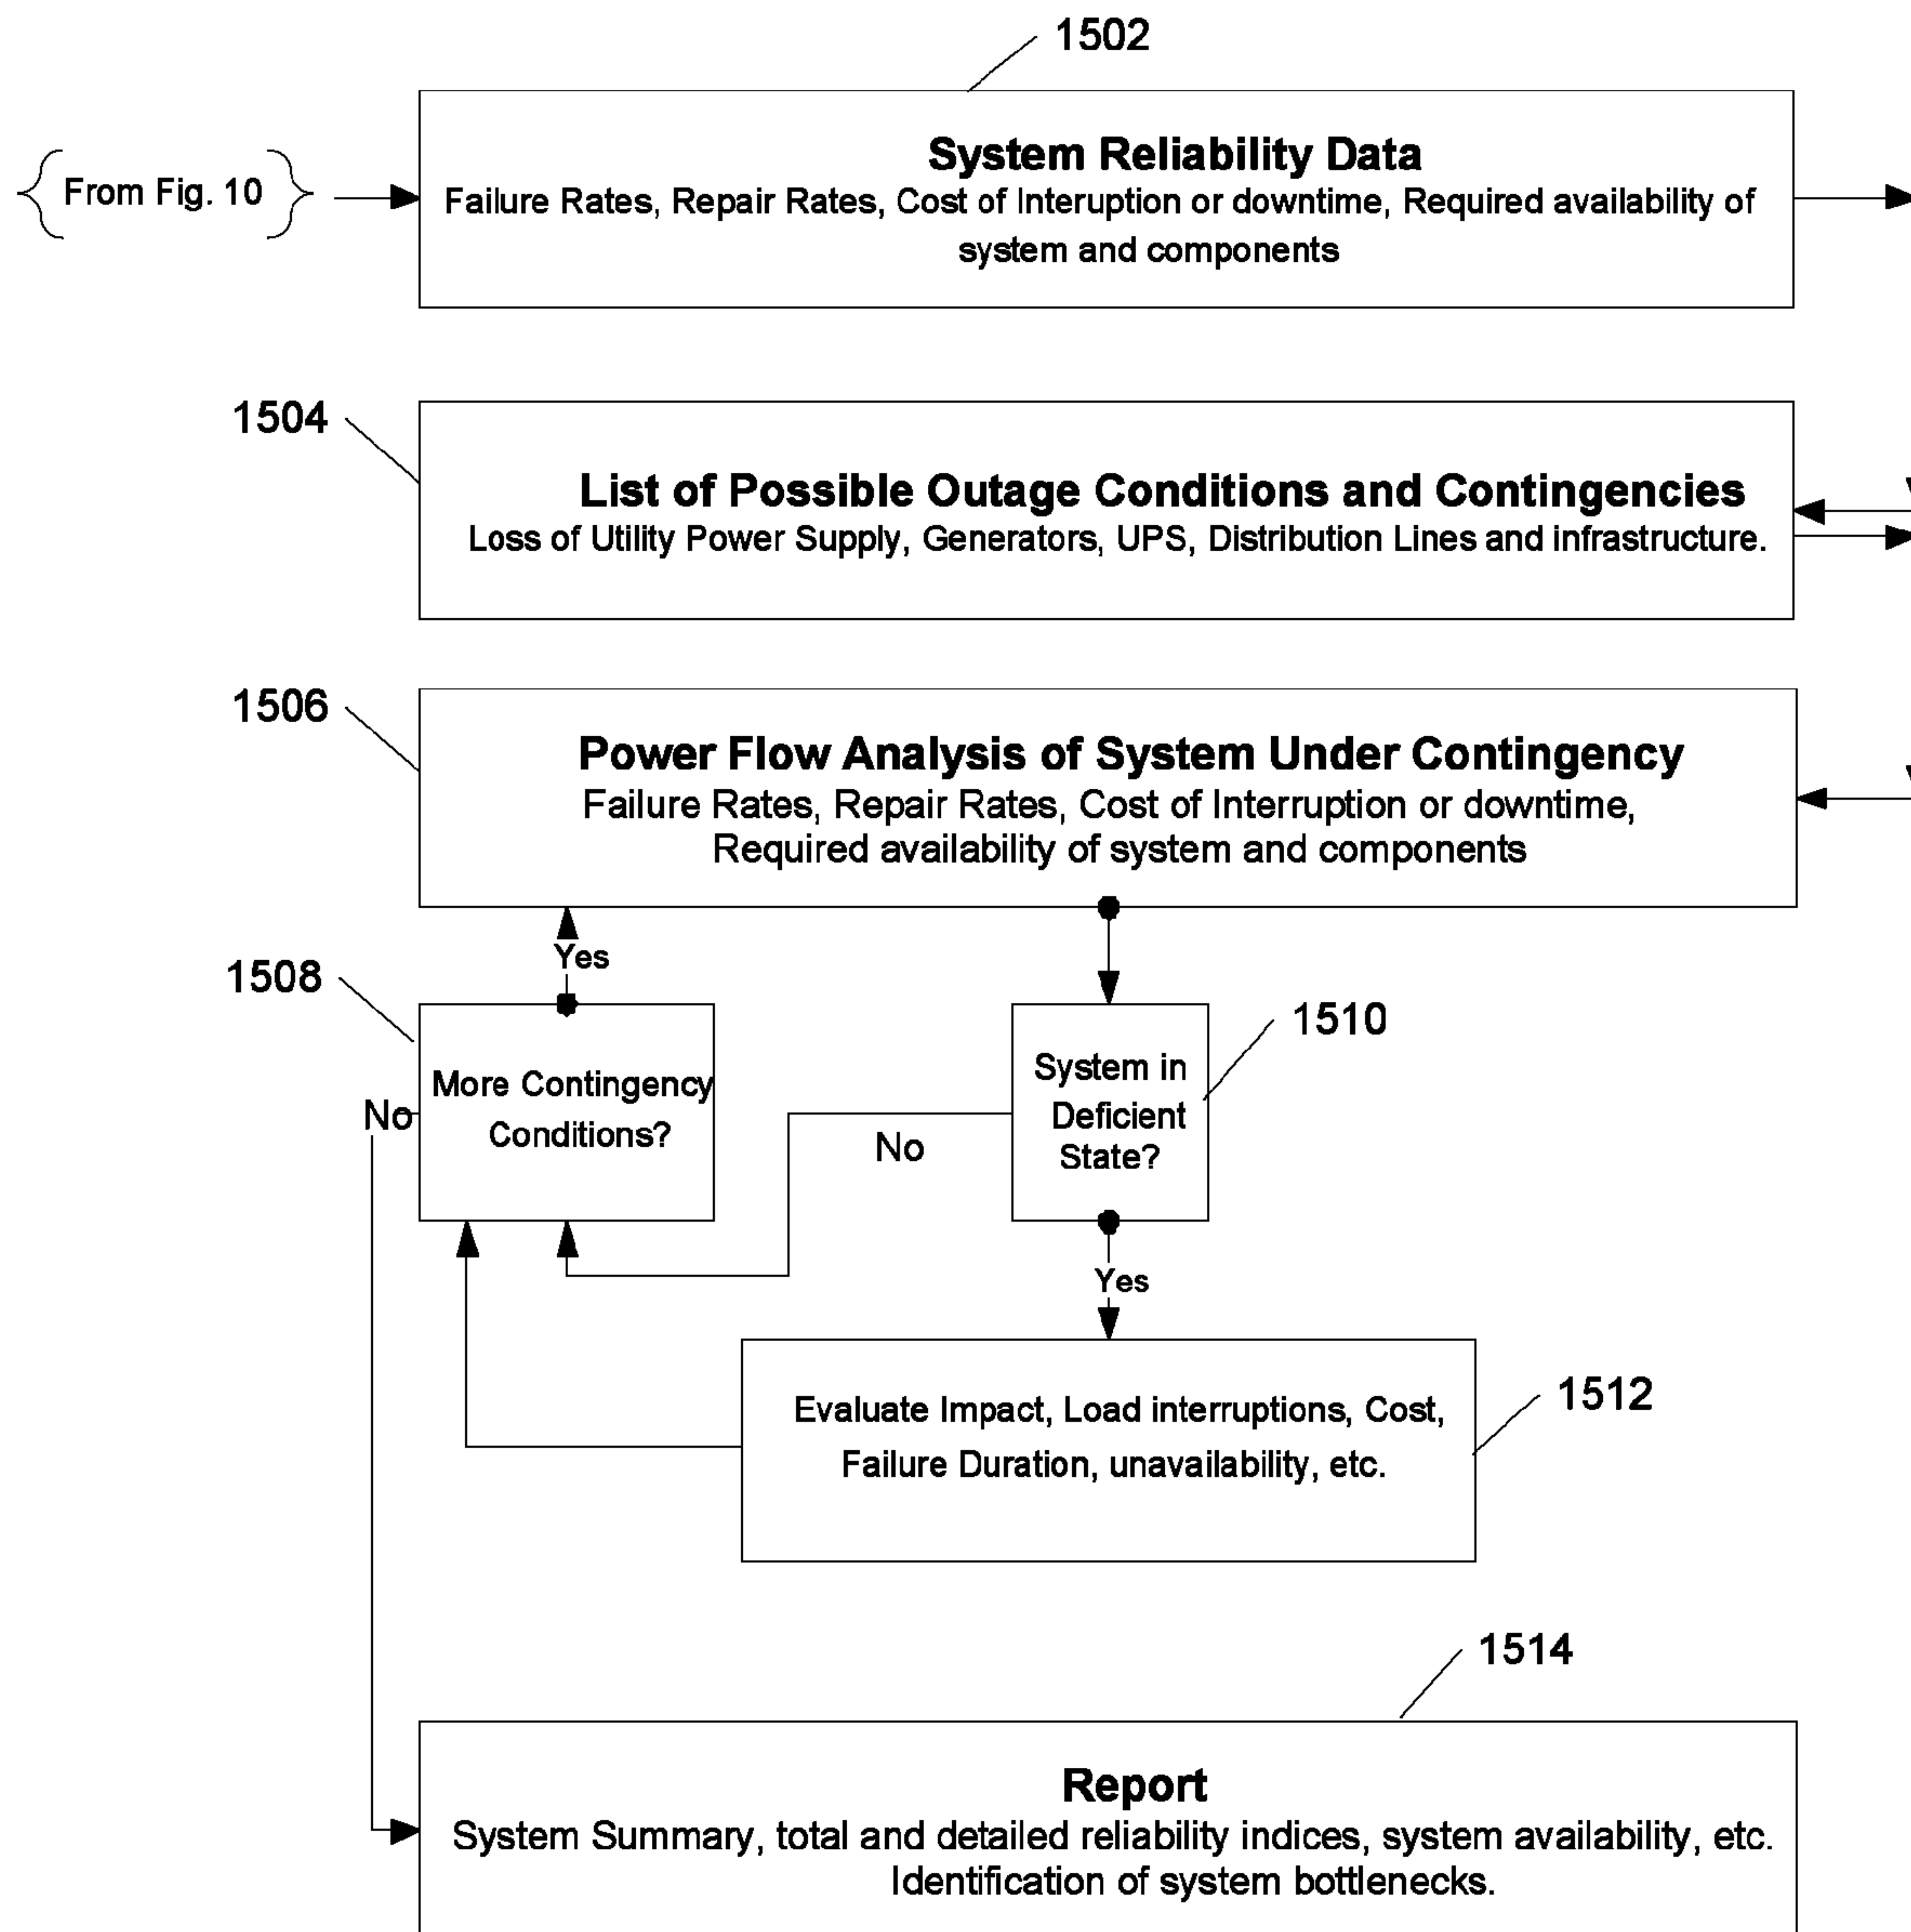 1502
System Reliability Data
From Fig. 10
Failure Rates, Repair Rates, Cost of Interuption or downtime, Required availability of
system and components
1504
List of Possible Outage Conditions and Contingencies
Loss of Utility Power Supply, Generators, UPS, Distribution Lines and infrastructure.
1506
Power Flow Analysis of System Under Contingency
Failure Rates, Repair Rates, Cost of Interruption or downtime,
Required availability of system and components
Yes
1508
More Contingency
Conditions?
No
1510
System in
Deficient
State?
No
Yes
1512
Evaluate Impact, Load interruptions, Cost,
Failure Duration, unavailability, etc.
1514
Report
System Summary, total and detailed reliability indices, system availability, etc.
Identification of system bottlenecks.